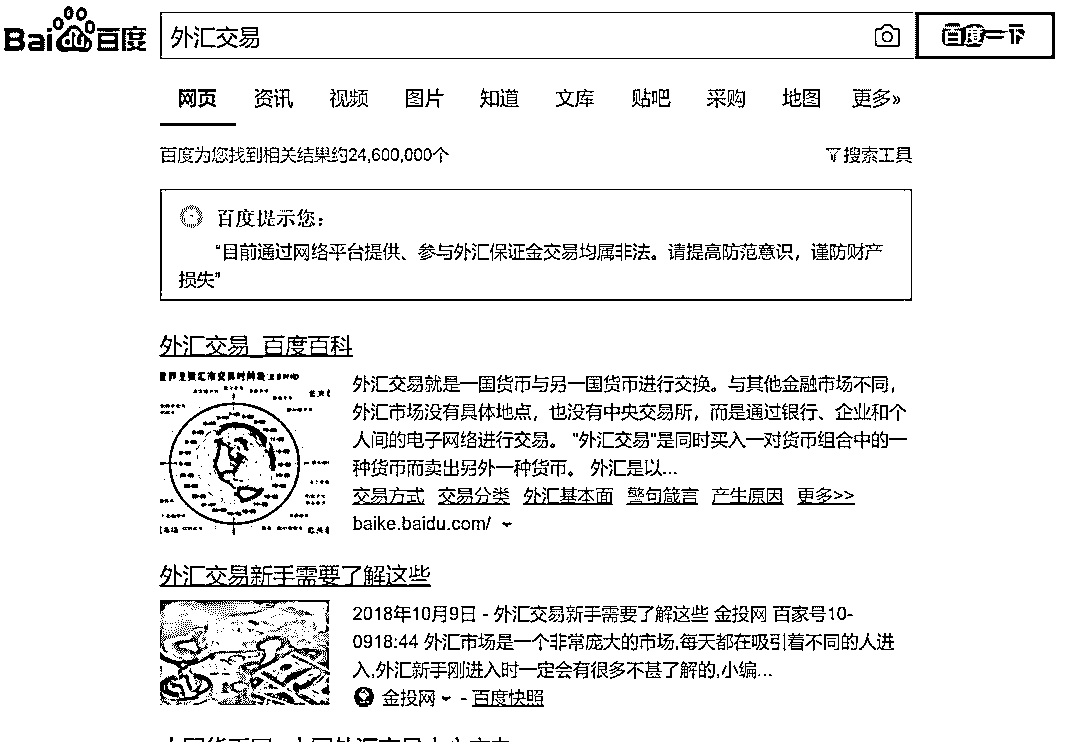 Bai百度 外汇交易 百度一下
网页 资讯 视频 图片 知道 文库 贴吧 采购 地图 更多»
百度为您找到相关结果约24,600,000个 搜索工具
百度提示您：
“目前通过网络平台提供、参与外汇保证金交易均属非法。请提高防范意识，谨防财产
损失”
外汇交易_百度百科
外汇交易就是一国货币与另一国货币进行交换。与其他金融市场不同，
外汇市场没有具体地点，也没有中央交易所，而是通过银行、企业和个
人间的电子网络进行交易。 "外汇交易"是同时买入一对货币组合中的一
种货币而卖出另外一种货币。 外汇是以...
交易方式 交易分类 外汇基本面 警句箴言 产生原因 更多>>
baike.baidu.com/
外汇交易新手需要了解这些
2018年10月9日 - 外汇交易新手需要了解这些 金投网 百家号10-
0918:44 外汇市场是一个非常庞大的市场,每天都在吸引着不同的人进
入,外汇新手刚进入时一定会有很多不甚了解的,小编...
金投网 - 百度快照